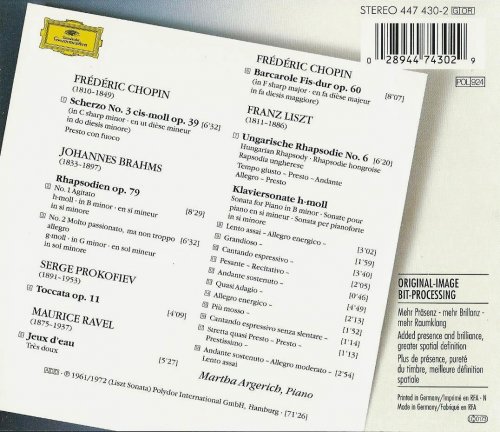 STEREO 447 430-2 GIOR
Deutsche
Grammophon
0 28944 74302 9
POL 924
FRÉDÉRIC CHOPIN
(1810-1849)
Scherzo No. 3 cis-moll op. 39 [6'32]
(in C sharp minor · en ut dièse mineur
in do diesis minore)
Presto con fuoco
JOHANNES BRAHMS
(1833-1897)
Rhapsodien op. 79
No. 1 Agitato [8'29]
h-moll · in B minor · en si mineur
in si minore
No. 2 Molto passionato, ma non troppo [6'32]
allegro
g-moll · in G minor · en sol mineur
in sol minore
SERGE PROKOFIEV
(1891-1953)
Toccata op. 11 [4'09]
MAURICE RAVEL
(1875-1937)
Jeux d'eau [5'27]
Très doux
FRÉDÉRIC CHOPIN
Barcarole Fis-dur op. 60 [8'07]
(in F sharp major · en fa dièse majeur
in fa diesis maggiore)
FRANZ LISZT
(1811-1886)
Ungarische Rhapsodie No. 6 [6'20]
Hungarian Rhapsody · Rhapsodie hongroise
Rapsodia ungherese
Tempo giusto – Presto – Andante
Allegro – Presto
Klaviersonate h-moll
Sonata for Piano in B minor · Sonate pour
piano en si mineur · Sonata per pianoforte
in si minore
Lento assai – Allegro energico – [3'02]
Grandioso – [1'59]
Cantando espressivo – [3'40]
Pesante – Recitativo – [2'05]
Andante sostenuto – [0'46]
Quasi Adagio – [4'49]
Allegro energico – [2'13]
Più mosso – [1'52]
Cantando espressivo senza slentare – [1'14]
Stretta quasi Presto – Presto – [2'13]
Prestissimo –
Andante sostenuto – Allegro moderato – [2'54]
Lento assai
Martha Argerich, Piano
ADD ℗ 1961/1972 (Liszt Sonata) Polydor International GmbH, Hamburg · [71'26]
ORIGINAL-IMAGE
BIT-PROCESSING
Mehr Präsenz - mehr Brillanz -
mehr Raumklang
Added presence and brilliance,
greater spatial definition
Plus de présence, pureté
du timbre, meilleure définition
spatiale
Printed in Germany/Imprimé en RFA · N
Made in Germany/Fabriqué en RFA